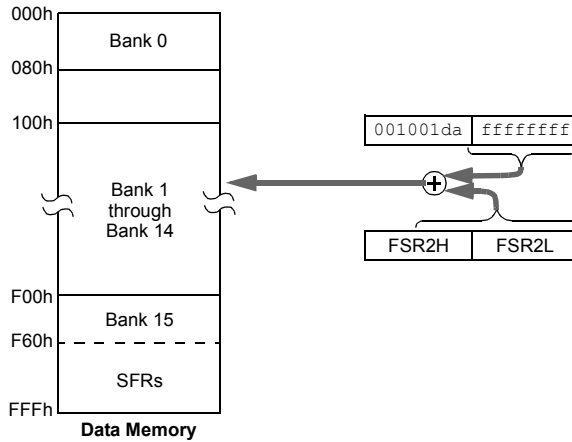 000h
Bank 0
080h
100h
001001da ffffffff
Bank 1
through
Bank 14
FSR2H FSR2L
F00h
Bank 15
F60h
SFRs
FFFh
Data Memory